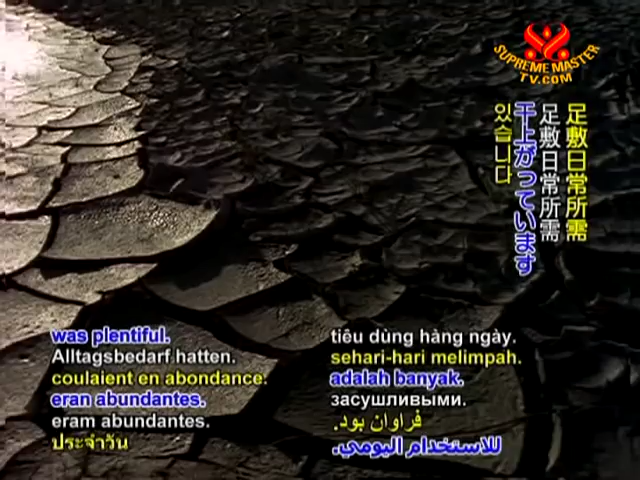 SUPREME MASTER
TV.COM
足敷日常所需
足敷日常所需
干上がっています
있습니다
was plentiful.
Alltagsbedarf hatten.
coulaient en abondance.
eran abundantes.
eram abundantes.
ประจำวัน
tiêu dùng hàng ngày.
sehari-hari melimpah.
adalah banyak.
засушливыми.
فراوان بود.
للاستخدام اليومي.